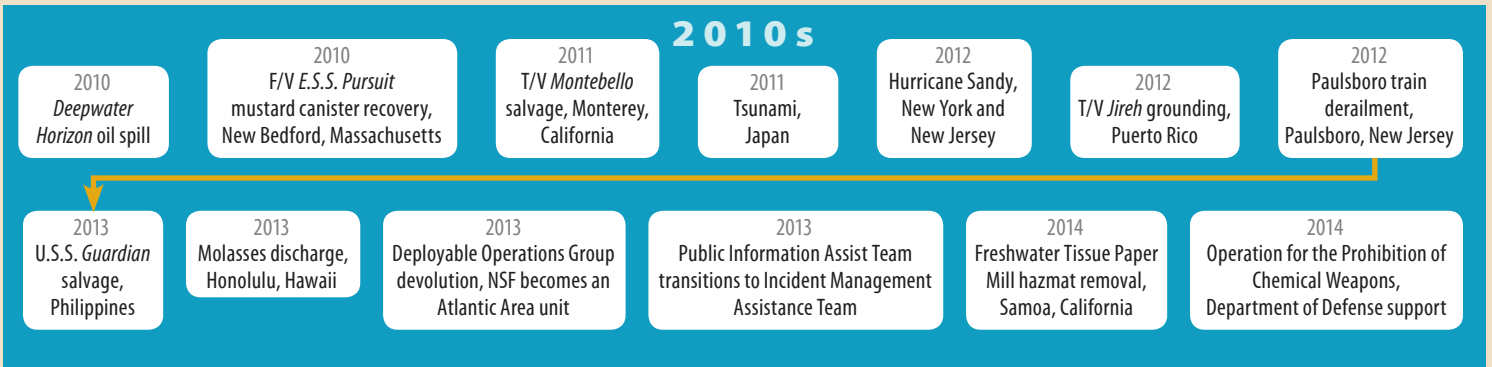 2010s
2010
Deepwater
Horizon oil spill
2010
F/V E.S.S. Pursuit
mustard canister recovery,
New Bedford, Massachusetts
2011
T/V Montebello
salvage, Monterey,
California
2011
Tsunami,
Japan
2012
Hurricane Sandy,
New York and
New Jersey
2012
T/V Jireh grounding,
Puerto Rico
2012
Paulsboro train
derailment,
Paulsboro, New Jersey
2013
U.S.S. Guardian
salvage,
Philippines
2013
Molasses discharge,
Honolulu, Hawaii
2013
Deployable Operations Group
devolution, NSF becomes an
Atlantic Area unit
2013
Public Information Assist Team
transitions to Incident Management
Assistance Team
2014
Freshwater Tissue Paper
Mill hazmat removal,
Samoa, California
2014
Operation for the Prohibition of
Chemical Weapons,
Department of Defense support